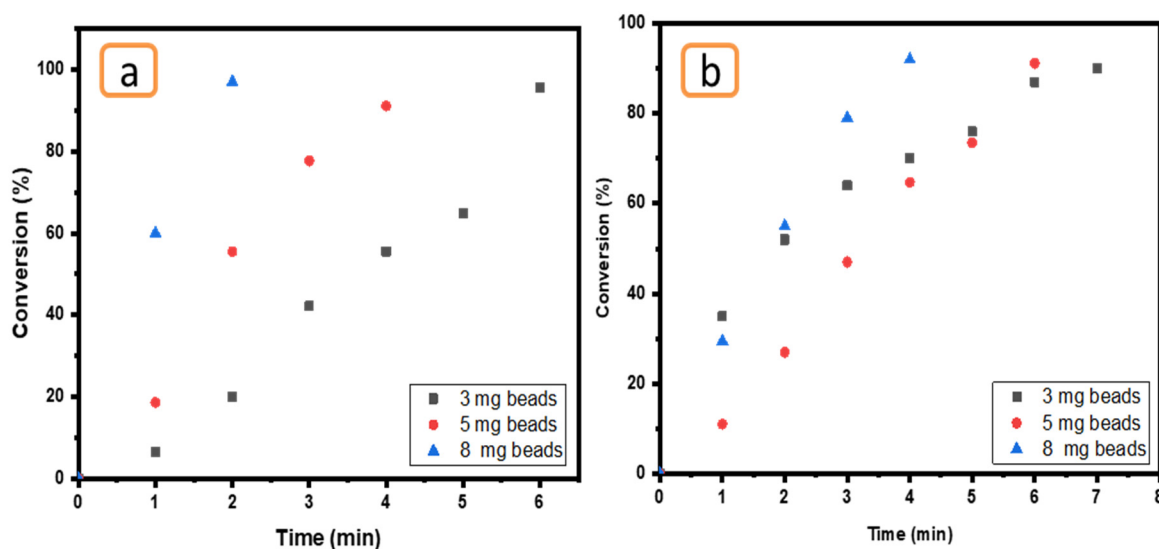 a
100
80
60
40
20
0
Conversion (%)
0 1 2 3 4 5 6
Time (min)
3 mg beads
5 mg beads
8 mg beads
b
100
80
60
40
20
0
Conversion (%)
0 1 2 3 4 5 6 7 8
Time (min)
3 mg beads
5 mg beads
8 mg beads